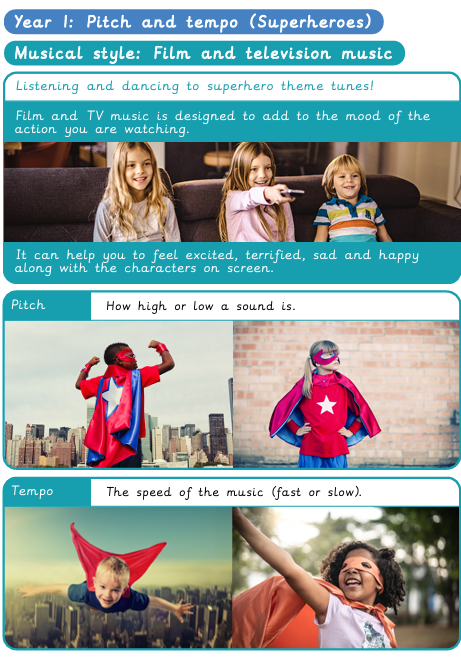 Year 1: Pitch and tempo (Superheroes)
Musical style: Film and television music
Listening and dancing to superhero theme tunes!
Film and TV music is designed to add to the mood of the
action you are watching.
It can help you to feel excited, terrified, sad and happy
along with the characters on screen.
Pitch
How high or low a sound is.
Tempo
The speed of the music (fast or slow).